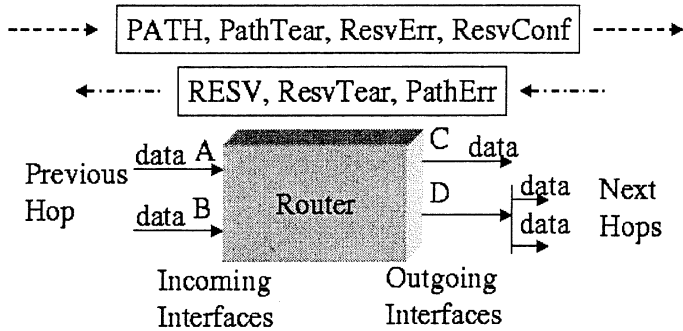 PATH, PathTear, ResvErr, ResvConf
RESV, ResvTear, PathErr
data A
C
data
Previous
Hop
Router
D
data
Next
data B
data
Hops
Incoming
Interfaces
Outgoing
Interfaces